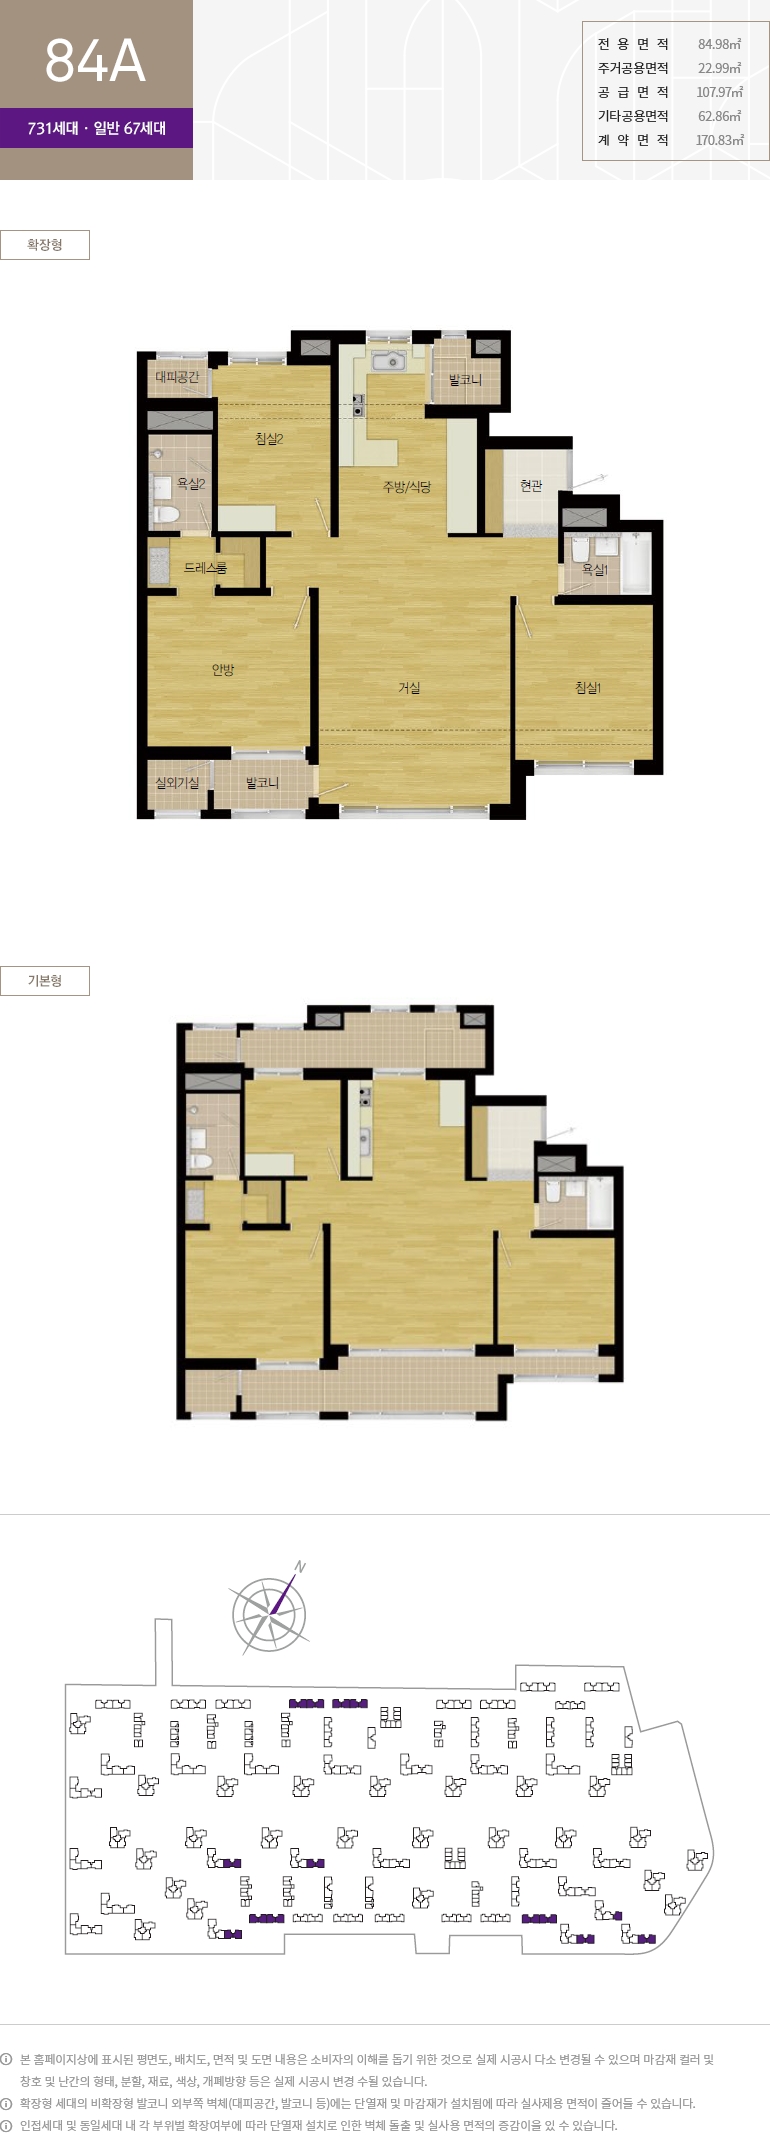 84A
731세대 · 일반 67세대
전 용 면 적 84.98㎡
주거공용면적 22.99㎡
공 급 면 적 107.97㎡
기타공용면적 62.86㎡
계 약 면 적 170.83㎡
확장형
대피공간
발코니
침실2
욕실2
주방/식당
현관
드레스룸
욕실1
안방
거실
침실1
실외기실
발코니
기본형
N
본 홈페이지상에 표시된 평면도, 배치도, 면적 및 도면 내용은 소비자의 이해를 돕기 위한 것으로 실제 시공시 다소 변경될 수 있으며 마감재 컬러 및
창호 및 난간의 형태, 분할, 재료, 색상, 개폐방향 등은 실제 시공시 변경 수될 있습니다.
확장형 세대의 비확장형 발코니 외부쪽 벽체(대피공간, 발코니 등)에는 단열재 및 마감재가 설치됨에 따라 실사제용 면적이 줄어들 수 있습니다.
인접세대 및 동일세대 내 각 부위별 확장여부에 따라 단열재 설치로 인한 벽체 돌출 및 실사용 면적의 증감이을 있 수 있습니다.